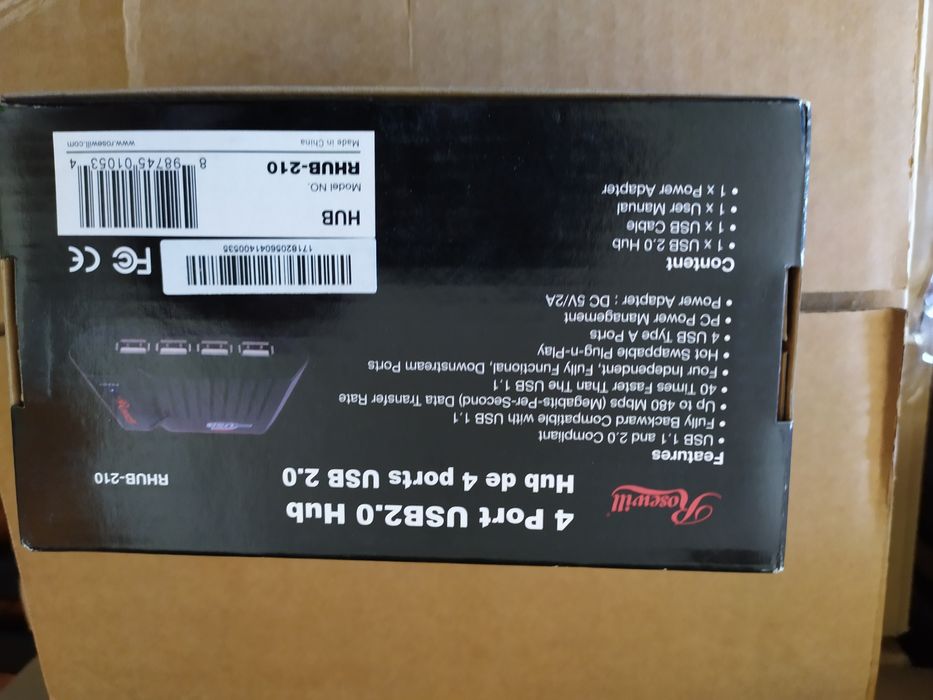 Rosewill
4 Port USB2.0 Hub
Hub de 4 ports USB 2.0
RHUB-210
Features
• USB 1.1 and 2.0 Compliant
• Fully Backward Compatible with USB 1.1
• Up to 480 Mbps (Megabits-Per-Second) Data Transfer Rate
• 40 Times Faster Than The USB 1.1
• Four, Independent, Fully Functional, Downstream Ports
• Hot Swappable Plug-n-Play
• 4 USB Type A Ports
• PC Power Management
• Power Adapter : DC 5V/2A
Content
• 1 x USB 2.0 Hub
• 1 x USB Cable
• 1 x User Manual
• 1 x Power Adapter
Rosewill
17182056041400535
FC CE
HUB
Model NO.
RHUB-210
8 98745 01053 4
Made in China
www.rosewill.com